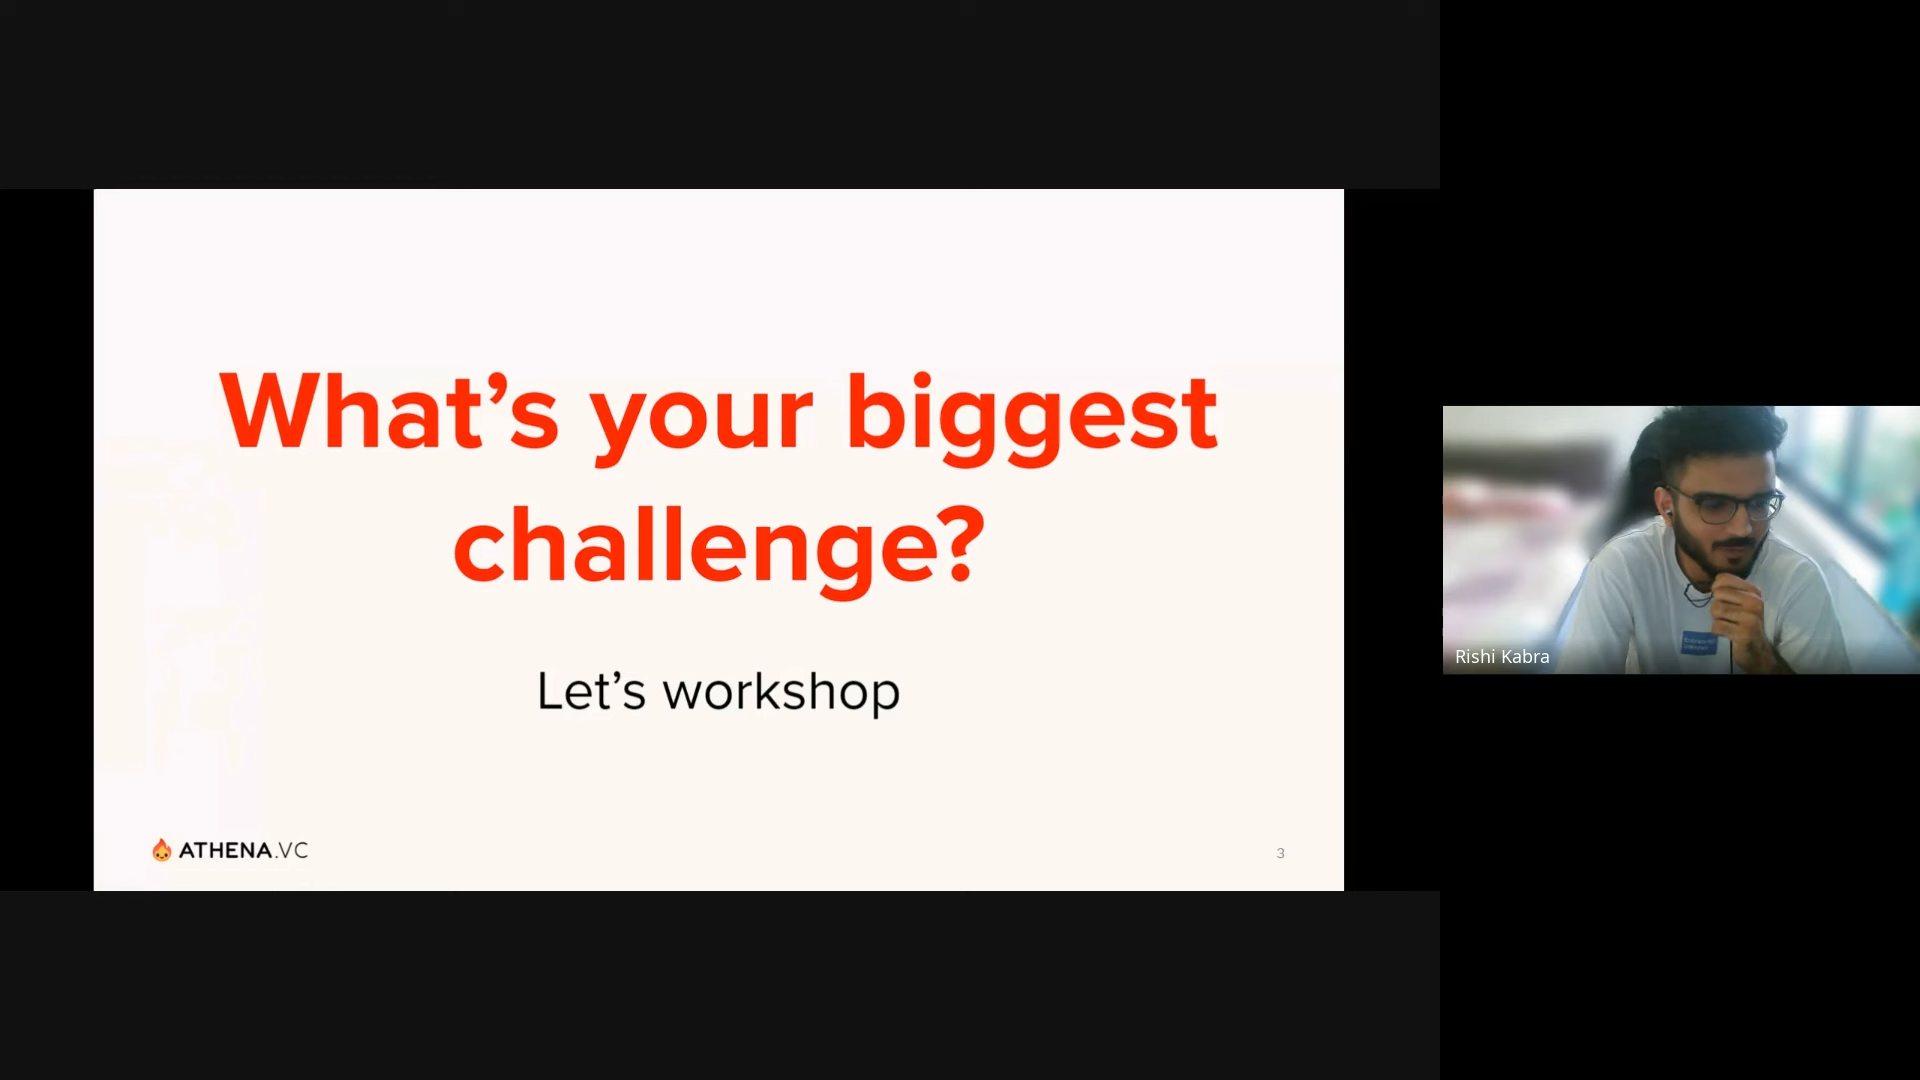 What’s your biggest
challenge?
Let’s workshop
ATHENA.VC
3
Rishi Kabra